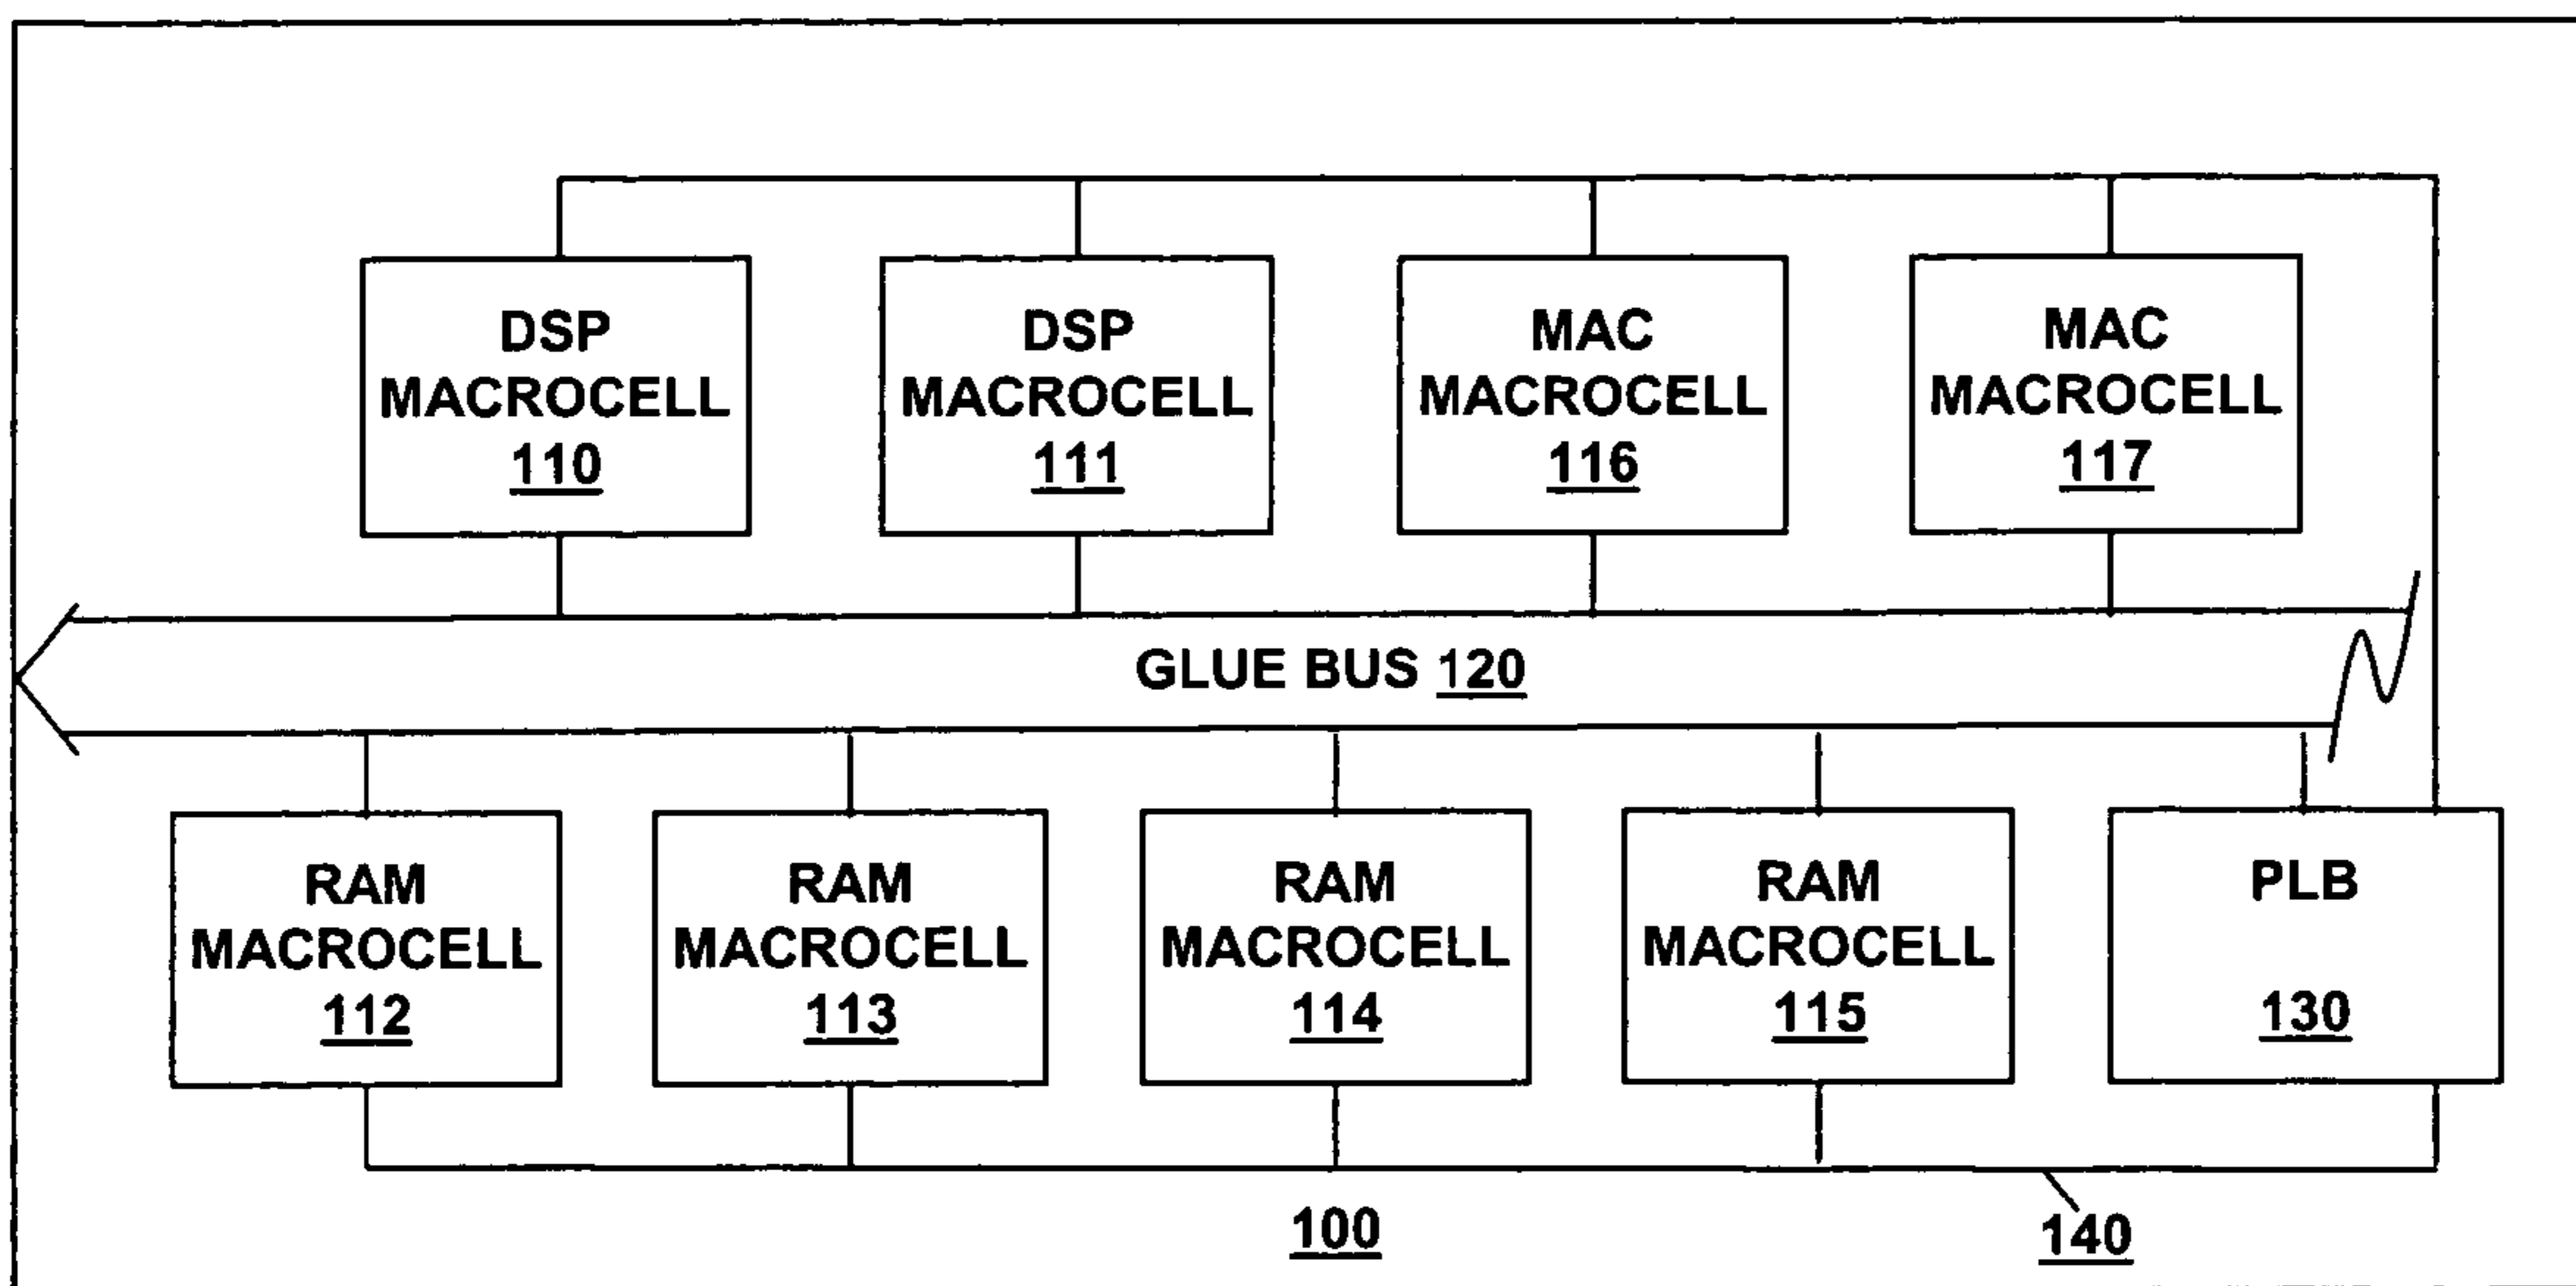 DSP
MACROCELL
110
DSP
MACROCELL
111
MAC
MACROCELL
116
MAC
MACROCELL
117
GLUE BUS 120
RAM
MACROCELL
112
RAM
MACROCELL
113
RAM
MACROCELL
114
RAM
MACROCELL
115
PLB
130
100
140